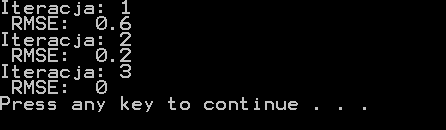 Iteracja: 1
RMSE: 0.6
Iteracja: 2
RMSE: 0.2
Iteracja: 3
RMSE: 0
Press any key to continue . . .